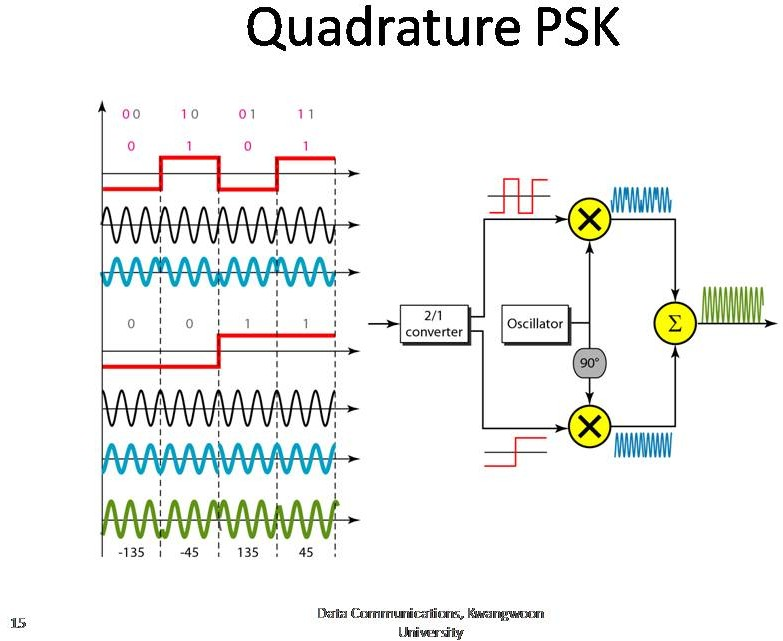 Quadrature PSK
00 10 01 11
0 1 0 1
0 0 1 1
-135 -45 135 45
2/1
converter
Oscillator
90°
Σ
15
Data Communications, Kwangwoon
University